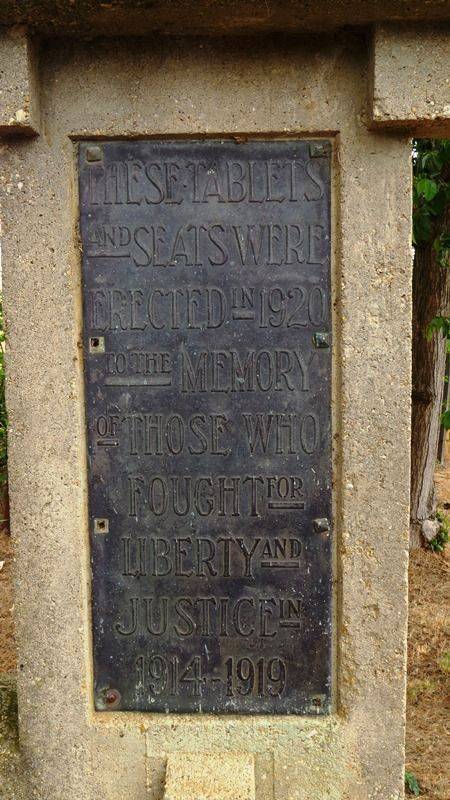 THESE TABLETS
AND SEATS WERE
ERECTED IN 1920
TO THE MEMORY
OF THOSE WHO
FOUGHT FOR
LIBERTY AND
JUSTICE IN
1914-1919